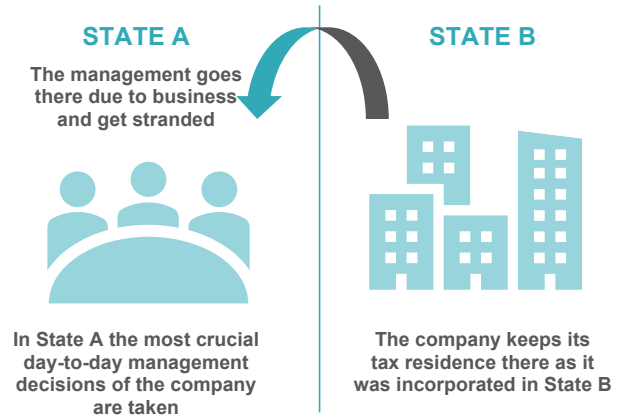 STATE A
The management goes
there due to business
and get stranded
In State A the most crucial
day-to-day management
decisions of the company
are taken
STATE B
The company keeps its
tax residence there as it
was incorporated in State B